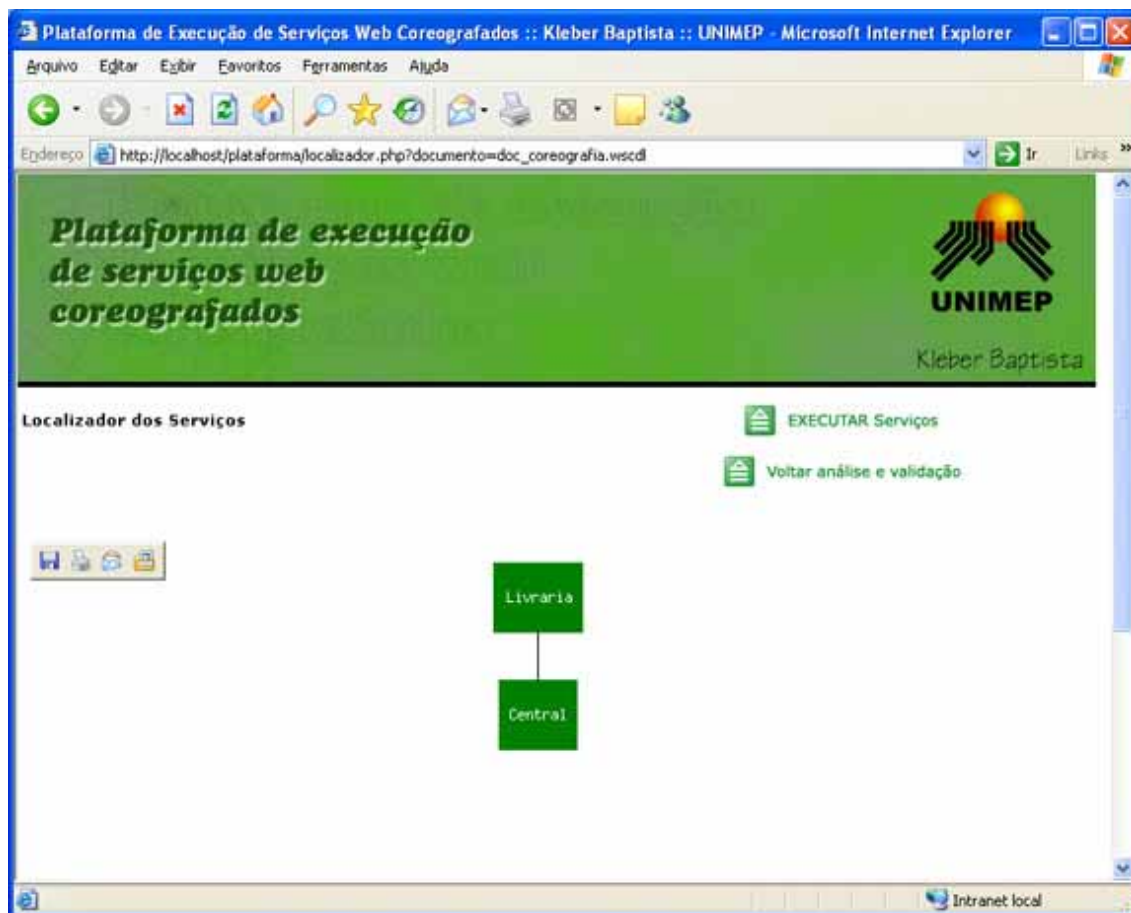 Plataforma de Execução de Serviços Web Coreografados :: Kleber Baptista :: UNIMEP - Microsoft Internet Explorer
Arquivo Editar Exibir Favoritos Ferramentas Ajuda
Endereço http://localhost/plataforma/localizador.php?documento=doc_coreografia.wscdl Ir Links »
Plataforma de execução
de serviços web
coreografados
UNIMEP
Kleber Baptista
Localizador dos Serviços
EXECUTAR Serviços
Voltar análise e validação
Livraria
Central
Intranet local